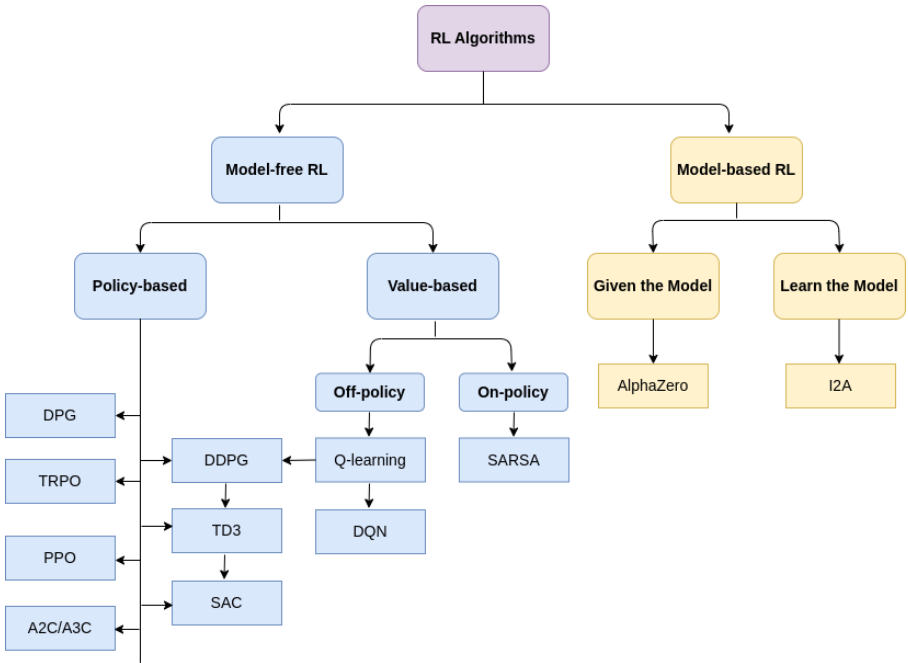 RL Algorithms
Model-free RL
Model-based RL
Policy-based
Value-based
Given the Model
Learn the Model
Off-policy
On-policy
AlphaZero
I2A
DPG
DDPG
Q-learning
SARSA
TRPO
TD3
DQN
PPO
SAC
A2C/A3C